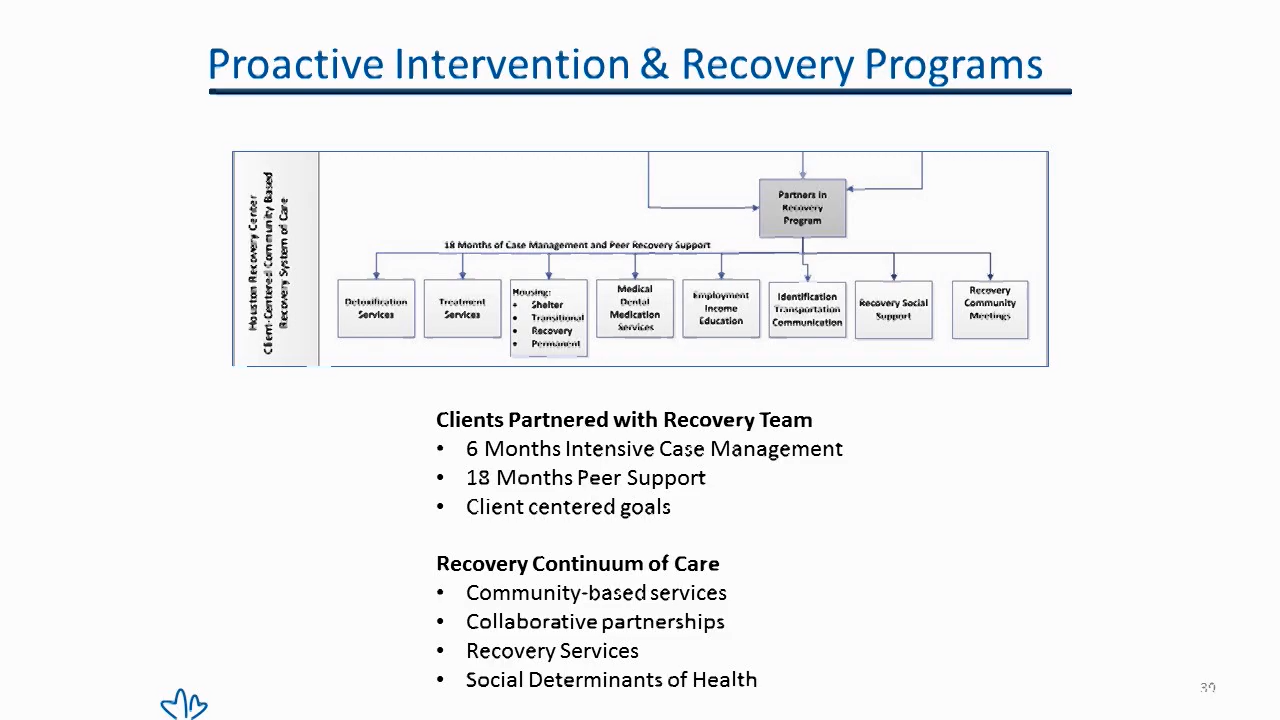 Proactive Intervention & Recovery Programs
Houston Recovery Center
Client-Centered Community Based
Recovery System of Care
Partners in
Recovery
Program
18 Months of Case Management and Peer Recovery Support
Detoxification
Services
Treatment
Services
Housing:
• Shelter
• Transitional
• Recovery
• Permanent
Medical
Dental
Medication
Services
Employment
Income
Education
Identification
Transportation
Communication
Recovery Social
Support
Recovery
Community
Meetings
Clients Partnered with Recovery Team
• 6 Months Intensive Case Management
• 18 Months Peer Support
• Client centered goals
Recovery Continuum of Care
• Community-based services
• Collaborative partnerships
• Recovery Services
• Social Determinants of Health
39